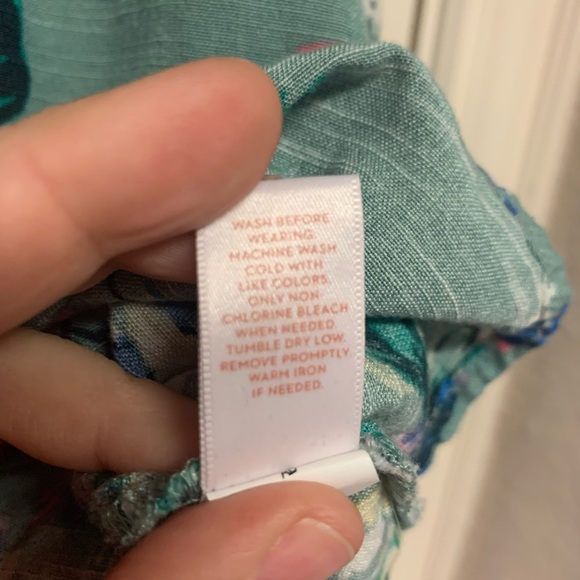 WASH BEFORE
WEARING.
MACHINE WASH
COLD WITH
LIKE COLORS.
ONLY NON-
CHLORINE BLEACH
WHEN NEEDED.
TUMBLE DRY LOW.
REMOVE PROMPTLY.
WARM IRON
IF NEEDED.